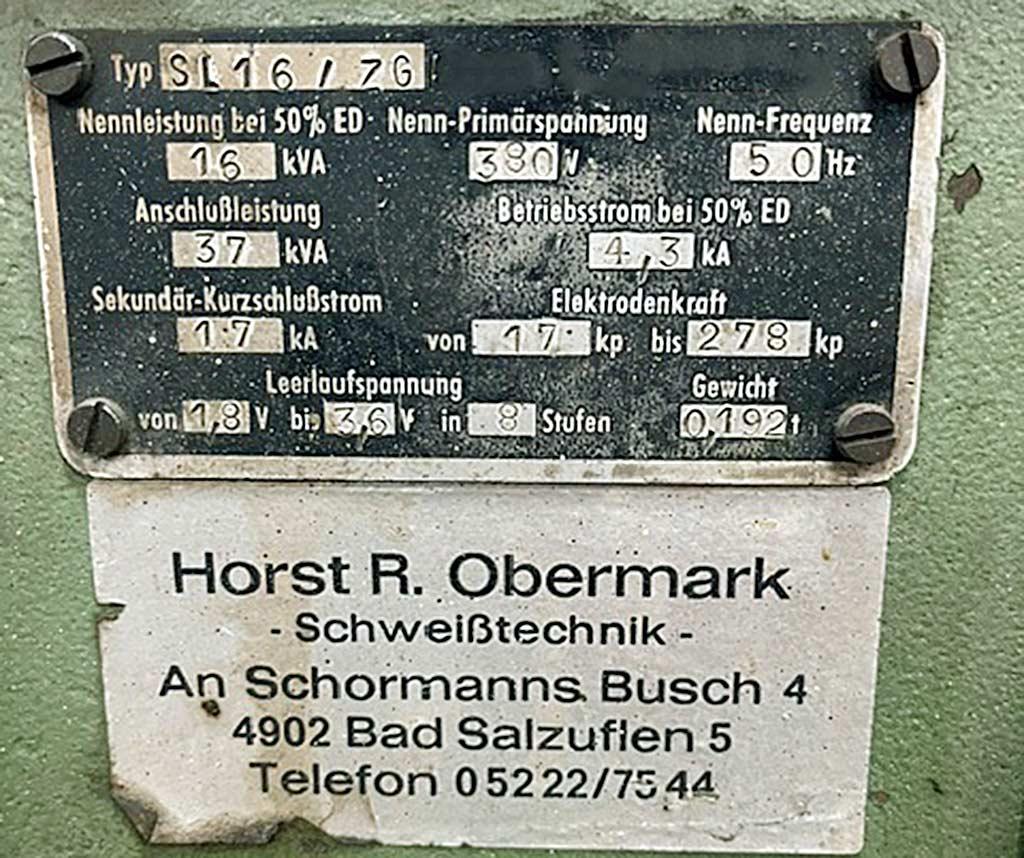 Typ SL16/ZG
Nennleistung bei 50% ED Nenn-Primärspannung Nenn-Frequenz
16 kVA 380 V 50 Hz
Anschlußleistung Betriebsstrom bei 50% ED
37 kVA 4,3 kA
Sekundär-Kurzschlußstrom Elektrodenkraft
17 kA von 17 kp bis 278 kp
Leerlaufspannung Gewicht
von 1,8 V bis 3,6 V in 8 Stufen 0,192 t
Horst R. Obermark
- Schweißtechnik -
An Schormanns Busch 4
4902 Bad Salzuflen 5
Telefon 05222/7544